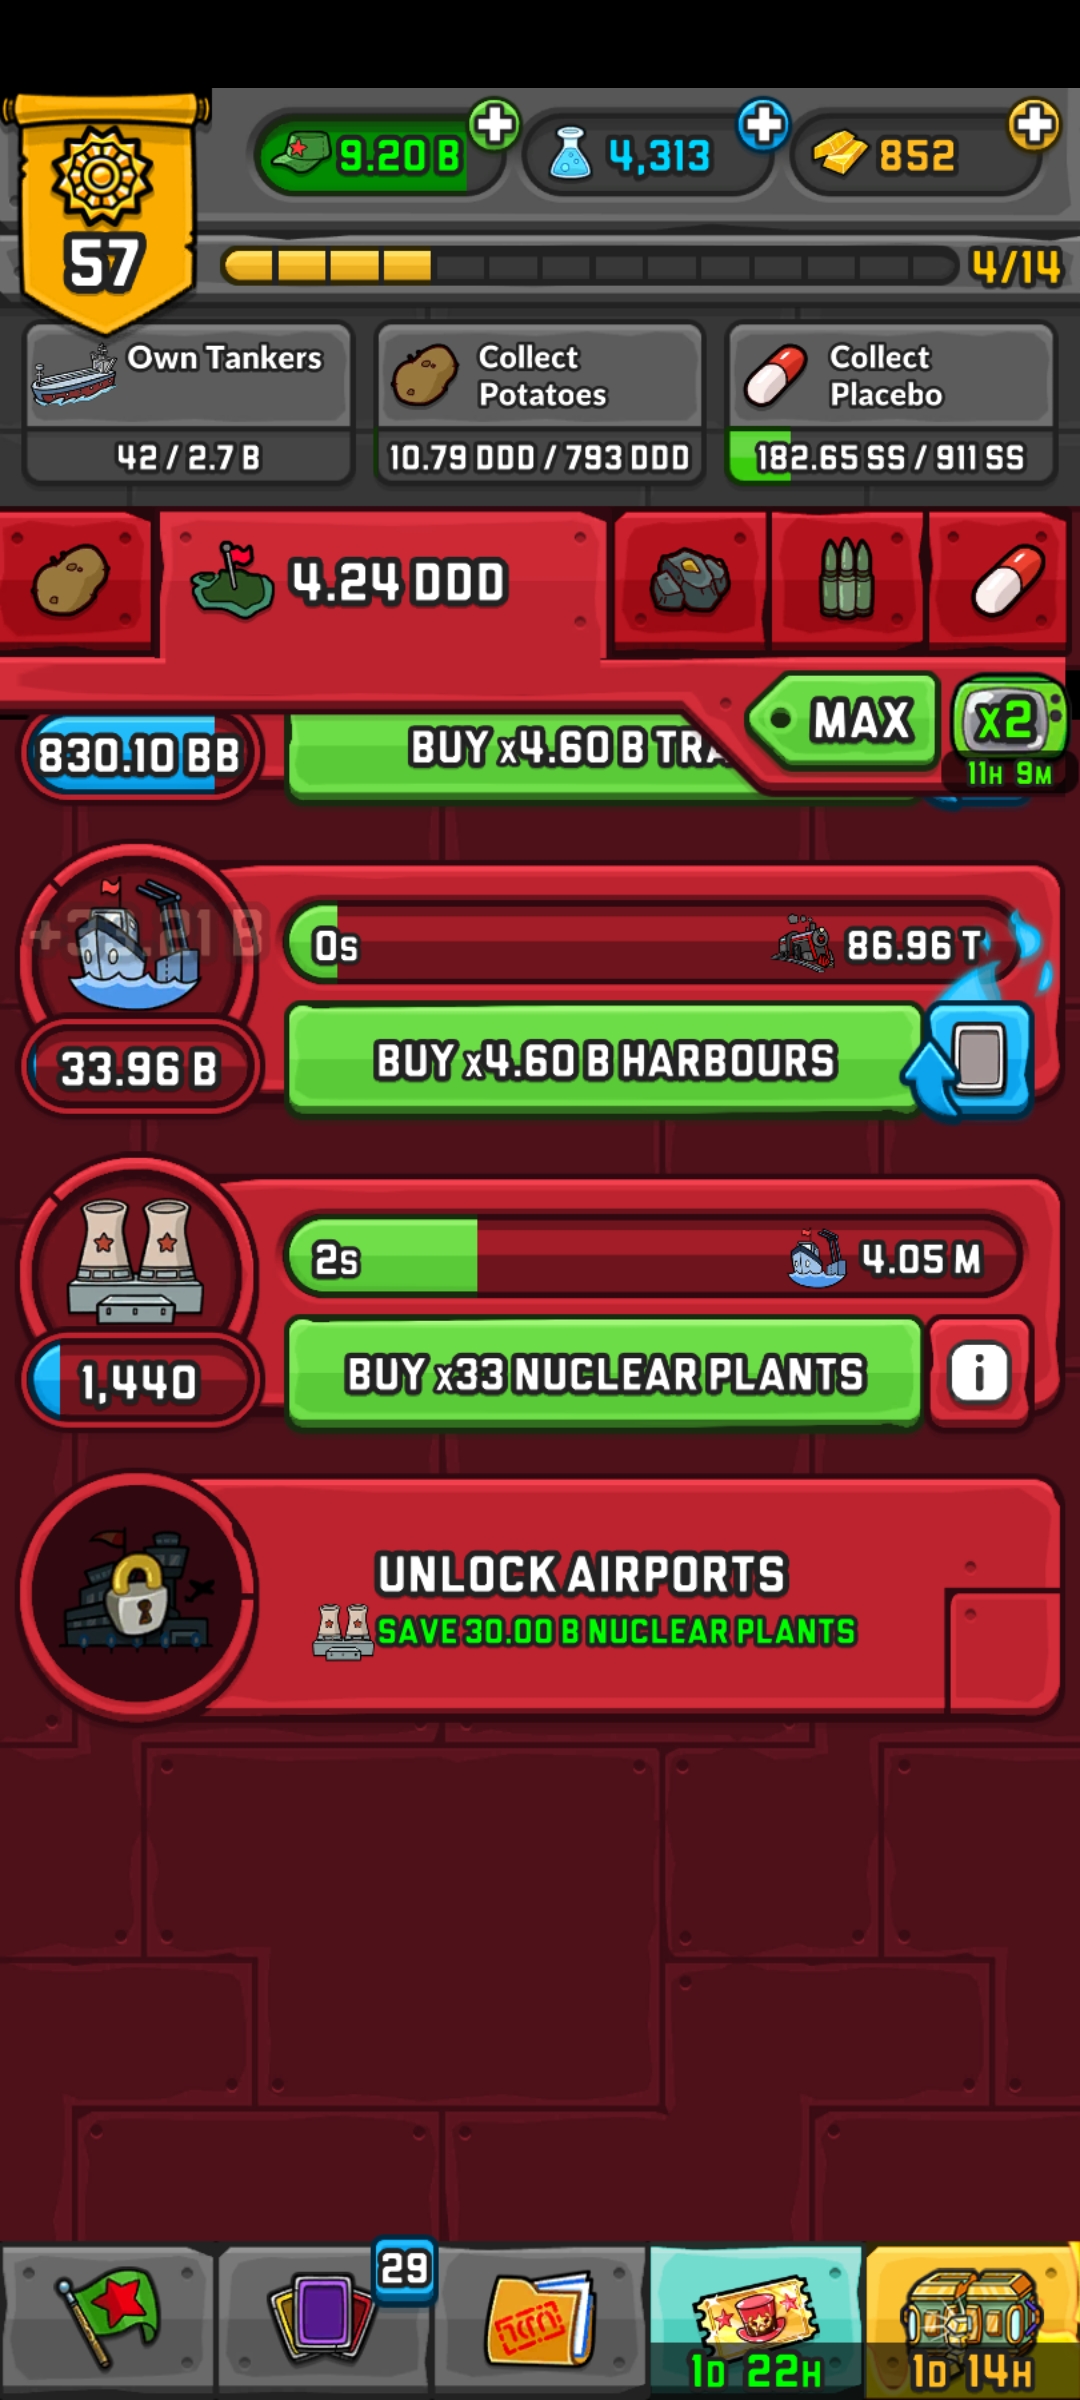 9.20 B
4,313
852
57
4/14
Own Tankers
42 / 2.7 B
Collect
Potatoes
10.79 DDD / 793 DDD
Collect
Placebo
182.65 SS / 911 SS
4.24 DDD
MAX
X2
11H 9M
830.10 BB
BUY x4.60 B TRA
0s
86.96 T
33.96 B
BUY x4.60 B HARBOURS
2s
4.05 M
1,440
BUY x33 NUCLEAR PLANTS
i
UNLOCK AIRPORTS
SAVE 30.00 B NUCLEAR PLANTS
29
1D 22H
1D 14H